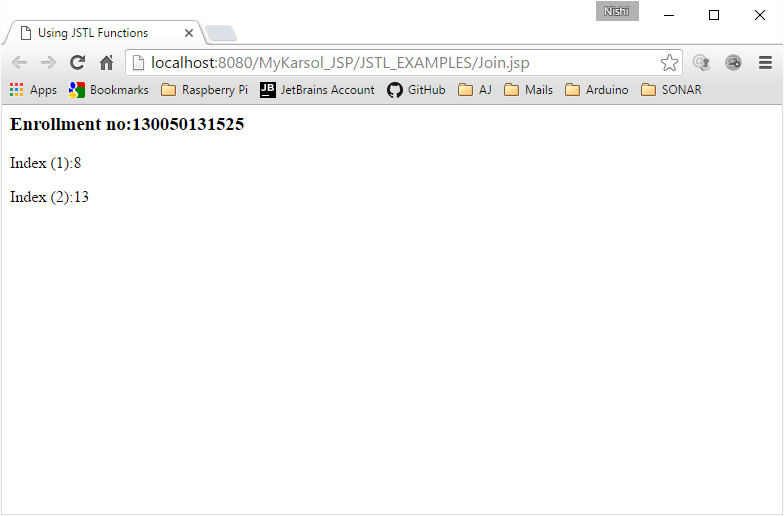 Nishi
Using JSTL Functions
localhost:8080/MyKarsol_JSP/JSTL_EXAMPLES/Join.jsp
Apps Bookmarks Raspberry Pi JB JetBrains Account GitHub AJ Mails Arduino SONAR
Enrollment no:130050131525
Index (1):8
Index (2):13